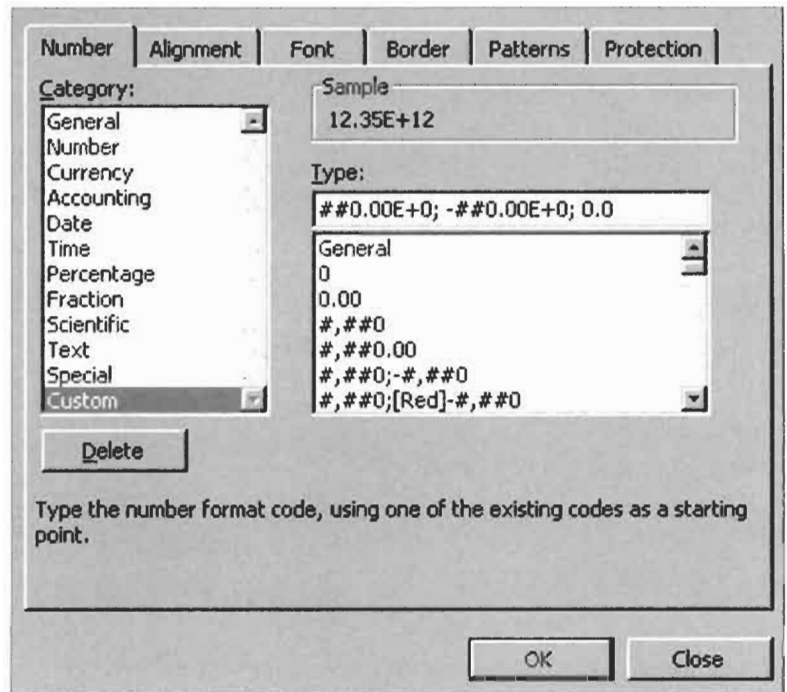 Number Alignment Font Border Patterns Protection
Category:
General
Number
Currency
Accounting
Date
Time
Percentage
Fraction
Scientific
Text
Special
Custom
Sample
12.35E+12
Type:
##0.00E+0; -##0.00E+0; 0.0
General
0
0.00
#,##0
#,##0.00
#,##0;-#,##0
#,##0;[Red]-#,##0
Delete
Type the number format code, using one of the existing codes as a starting
point.
OK Close